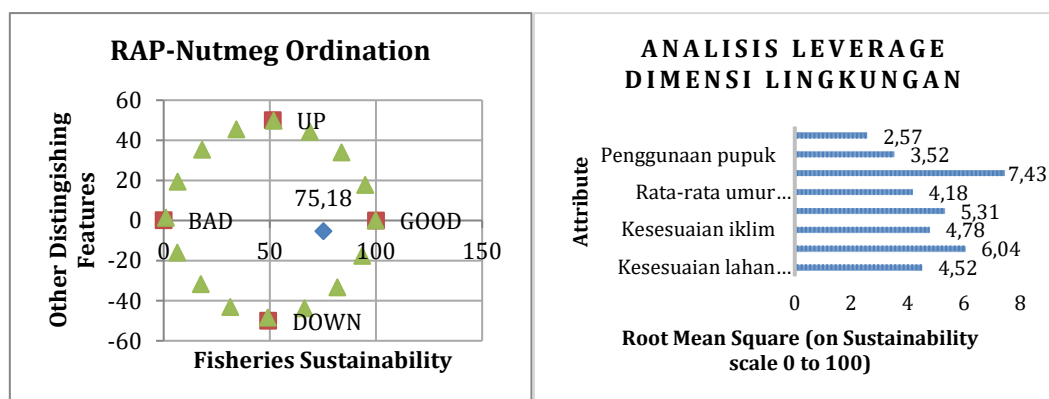 RAP-Nutmeg Ordination
60
40
20
0
-20
-40
-60
UP
75,18
BAD
GOOD
0
50
100
150
DOWN
Other Distingishing
Features
Fisheries Sustainability
ANALISIS LEVERAGE
DIMENSI LINGKUNGAN
2,57
Penggunaan pupuk
3,52
7,43
Rata-rata umur ...
4,18
5,31
Kesesuaian iklim
4,78
6,04
Kesesuaian lahan ...
4,52
Attribute
0
2
4
6
8
Root Mean Square (on Sustainability
scale 0 to 100)